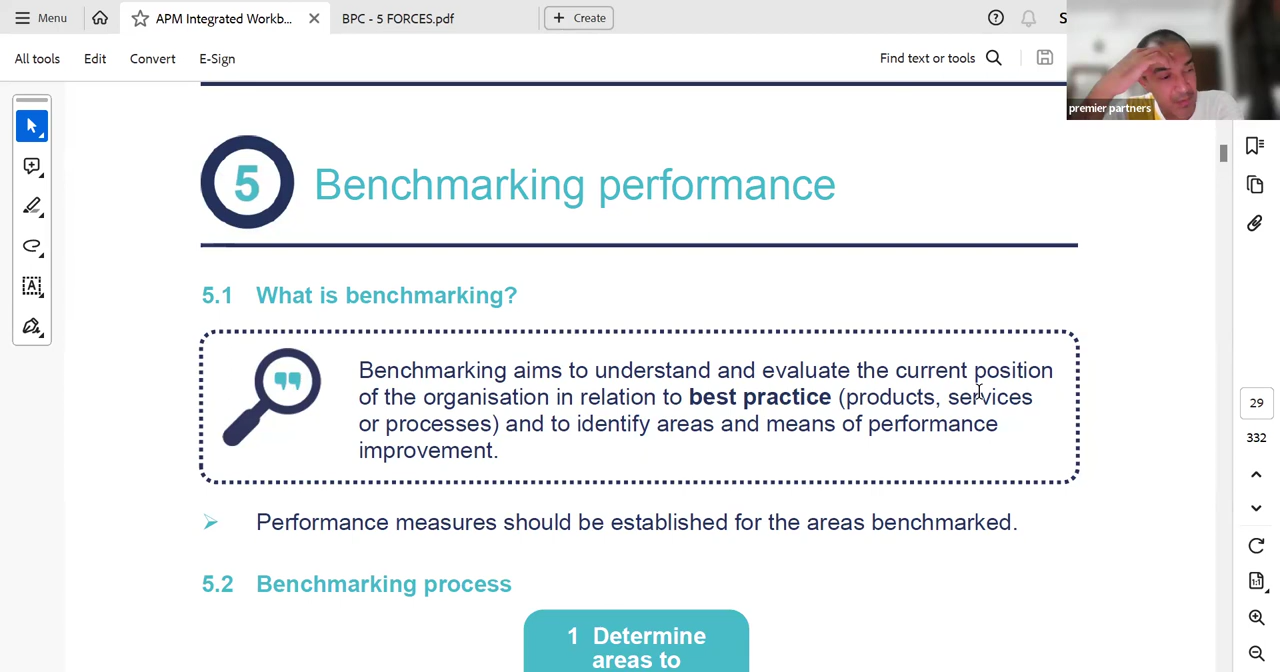 Menu
APM Integrated Workb...
BPC - 5 FORCES.pdf
+ Create
S
All tools
Edit
Convert
E-Sign
Find text or tools
premier partners
5 Benchmarking performance
5.1 What is benchmarking?
Benchmarking aims to understand and evaluate the current position
of the organisation in relation to best practice (products, services
or processes) and to identify areas and means of performance
improvement.
Performance measures should be established for the areas benchmarked.
5.2 Benchmarking process
1 Determine
areas to
29
332